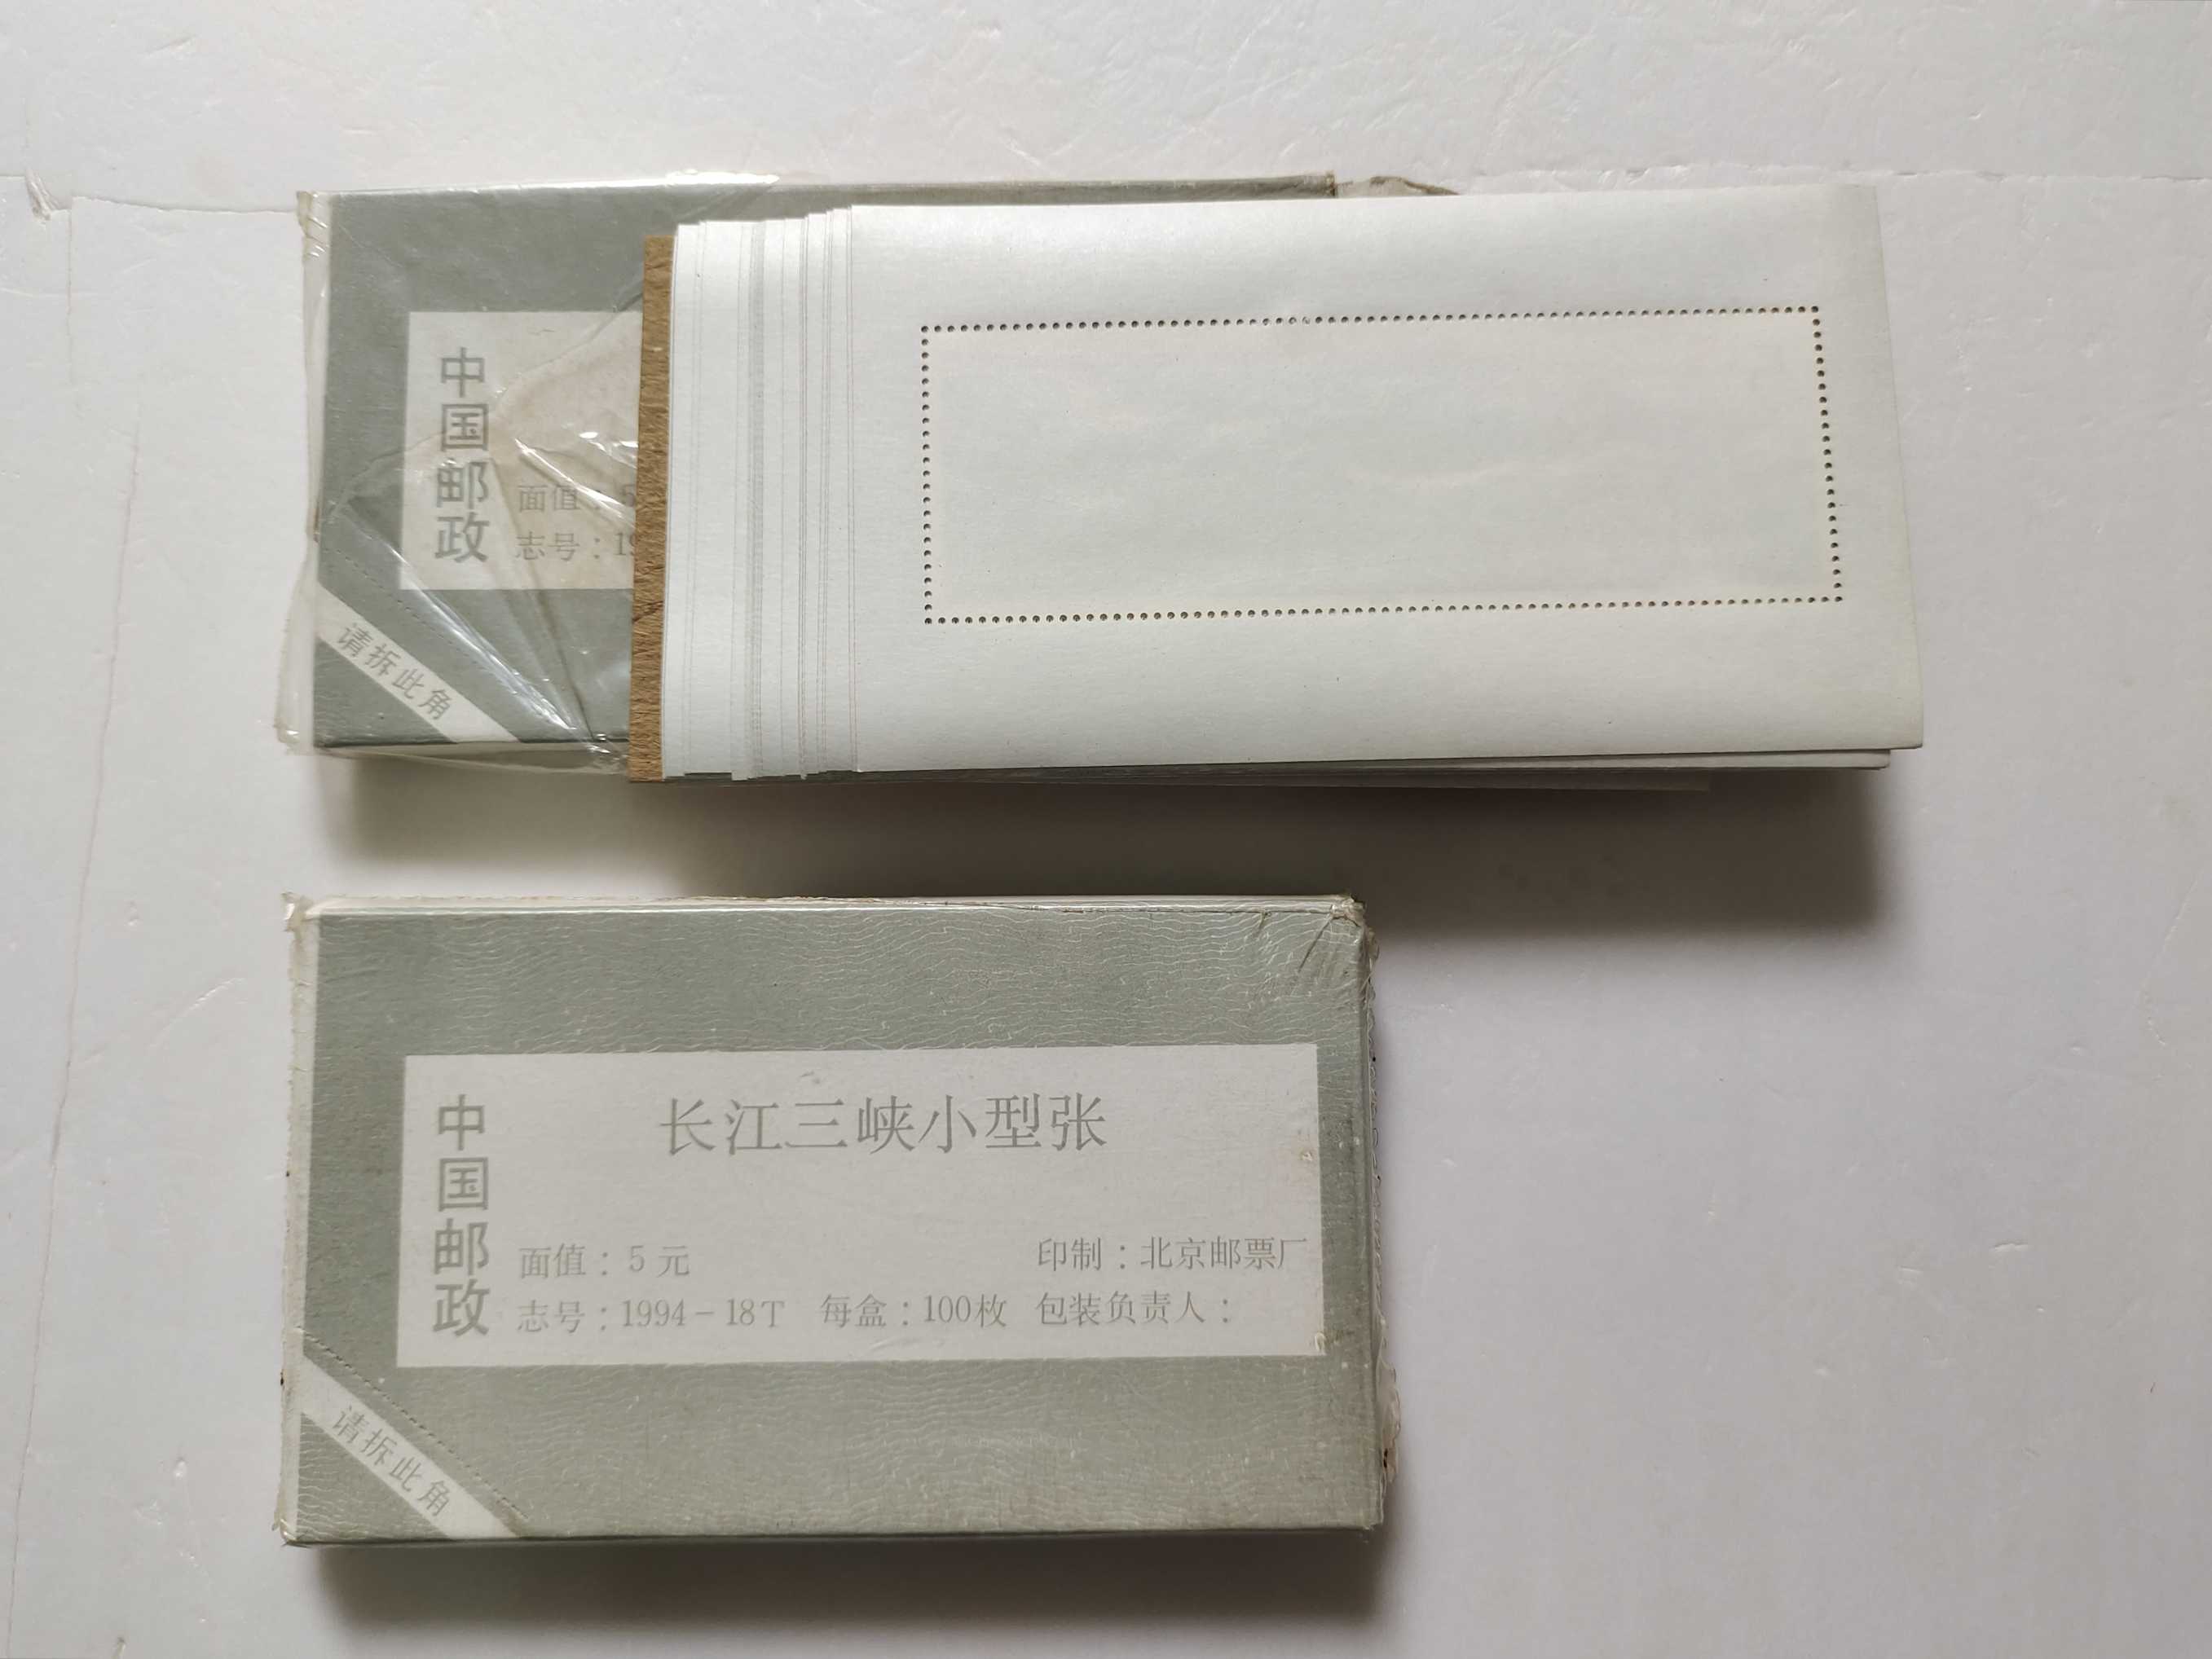 中国邮政
面值：5
志号：19
请拆此角
中国邮政
长江三峡小型张
面值：5 元 印制：北京邮票厂
志号：1994－18T 每盒：100枚 包装负责人：
请拆此角